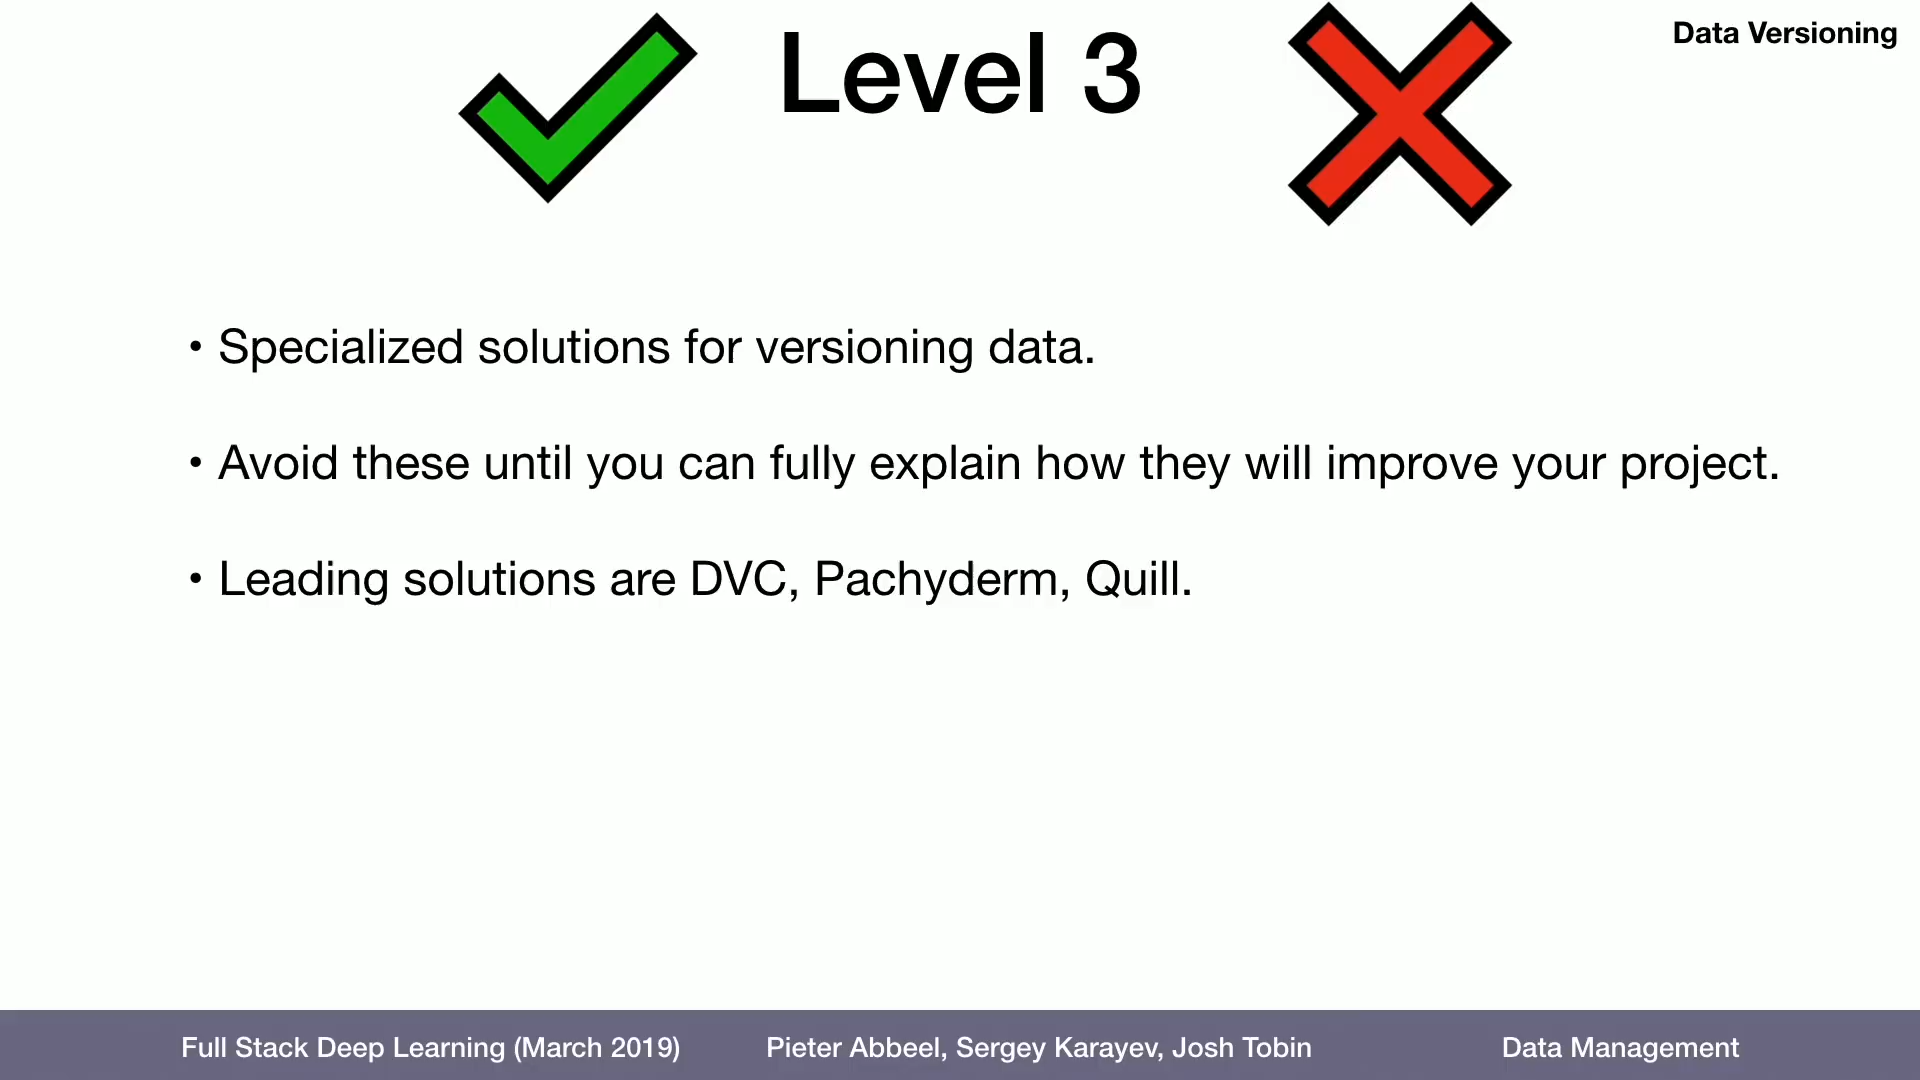 Data Versioning
Level 3
• Specialized solutions for versioning data.
• Avoid these until you can fully explain how they will improve your project.
• Leading solutions are DVC, Pachyderm, Quill.
Full Stack Deep Learning (March 2019) Pieter Abbeel, Sergey Karayev, Josh Tobin Data Management